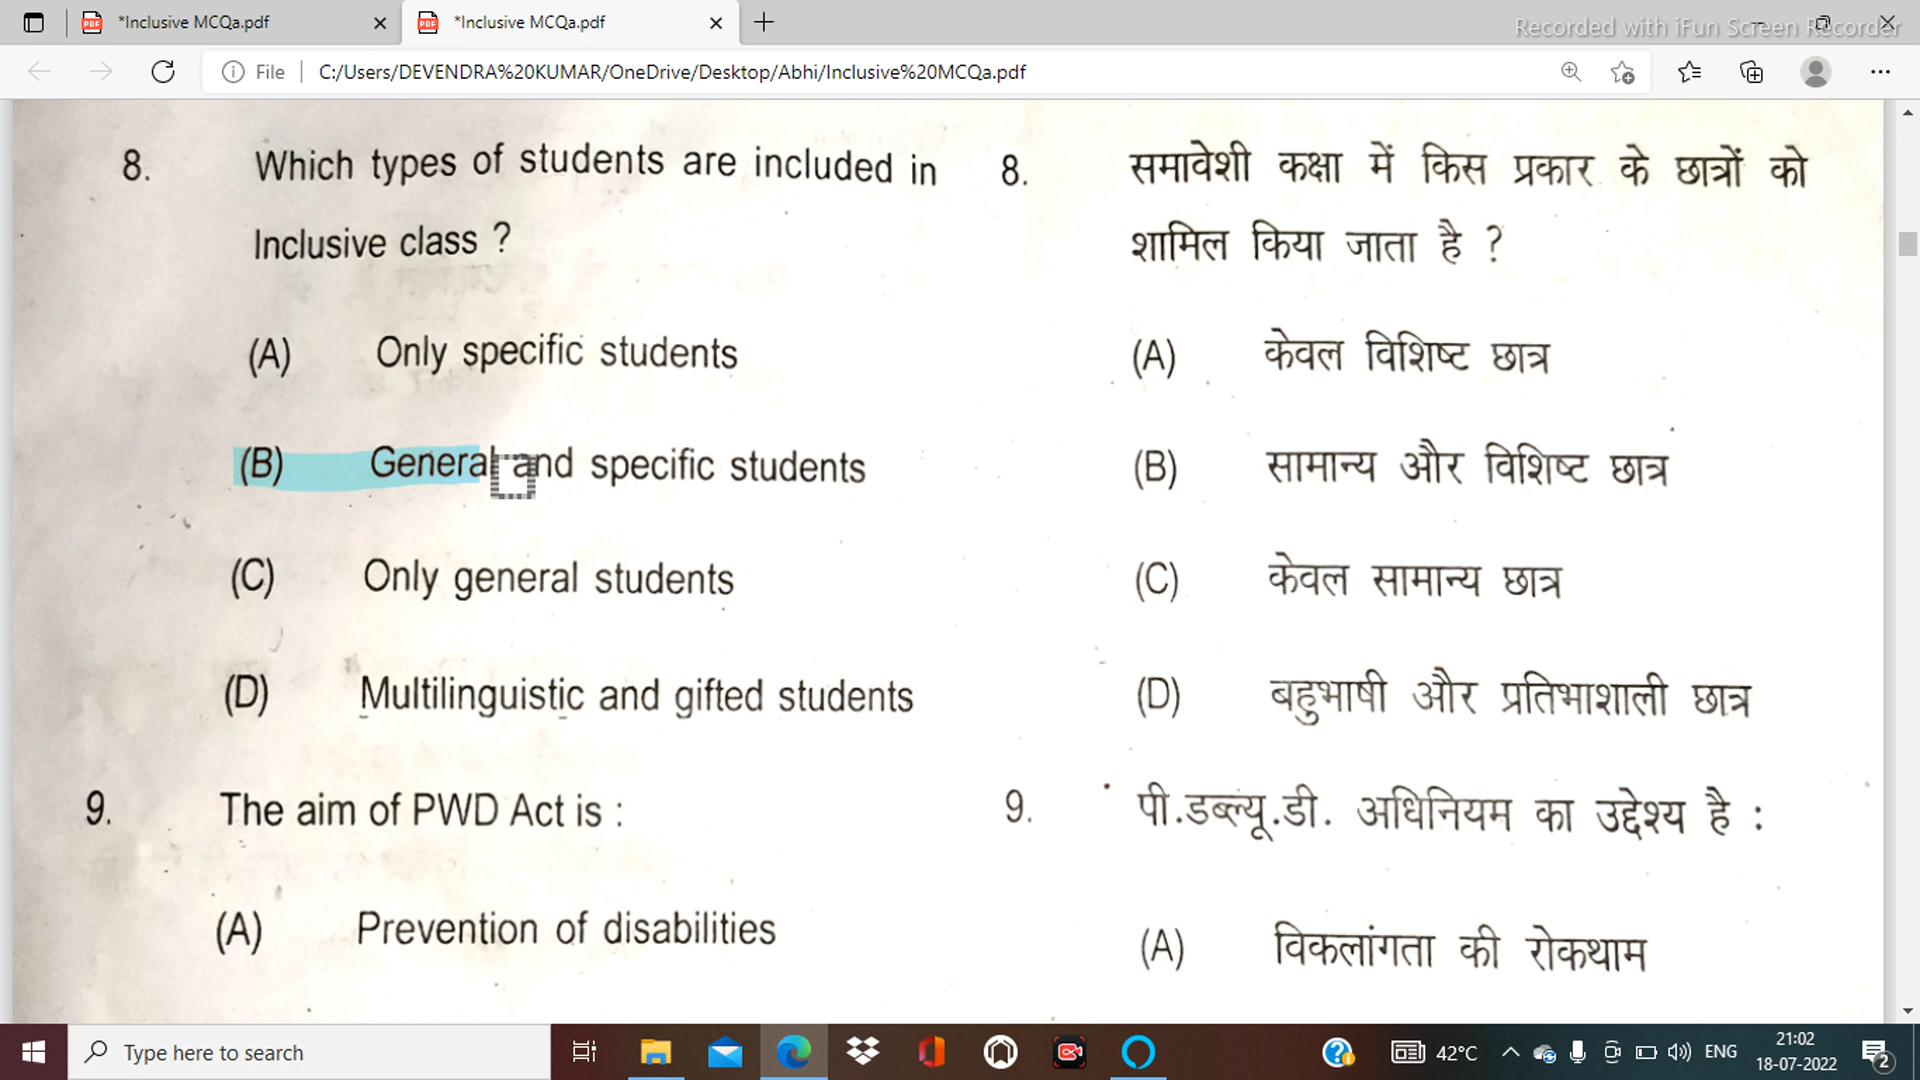 *Inclusive MCQa.pdf
*Inclusive MCQa.pdf
Recorded with iFun Screen Recorder
File
C:/Users/DEVENDRA%20KUMAR/OneDrive/Desktop/Abhi/Inclusive%20MCQa.pdf
8. Which types of students are included in
Inclusive class ?
(A) Only specific students
(B) General and specific students
(C) Only general students
(D) Multilinguistic and gifted students
9. The aim of PWD Act is :
(A) Prevention of disabilities
8. समावेशी कक्षा में किस प्रकार के छात्रों को
शामिल किया जाता है ?
(A) केवल विशिष्ट छात्र
(B) सामान्य और विशिष्ट छात्र
(C) केवल सामान्य छात्र
(D) बहुभाषी और प्रतिभाशाली छात्र
9. पी.डब्ल्यू.डी. अधिनियम का उद्देश्य है :
(A) विकलांगता की रोकथाम
Type here to search
42°C
ENG
21:02
18-07-2022
2